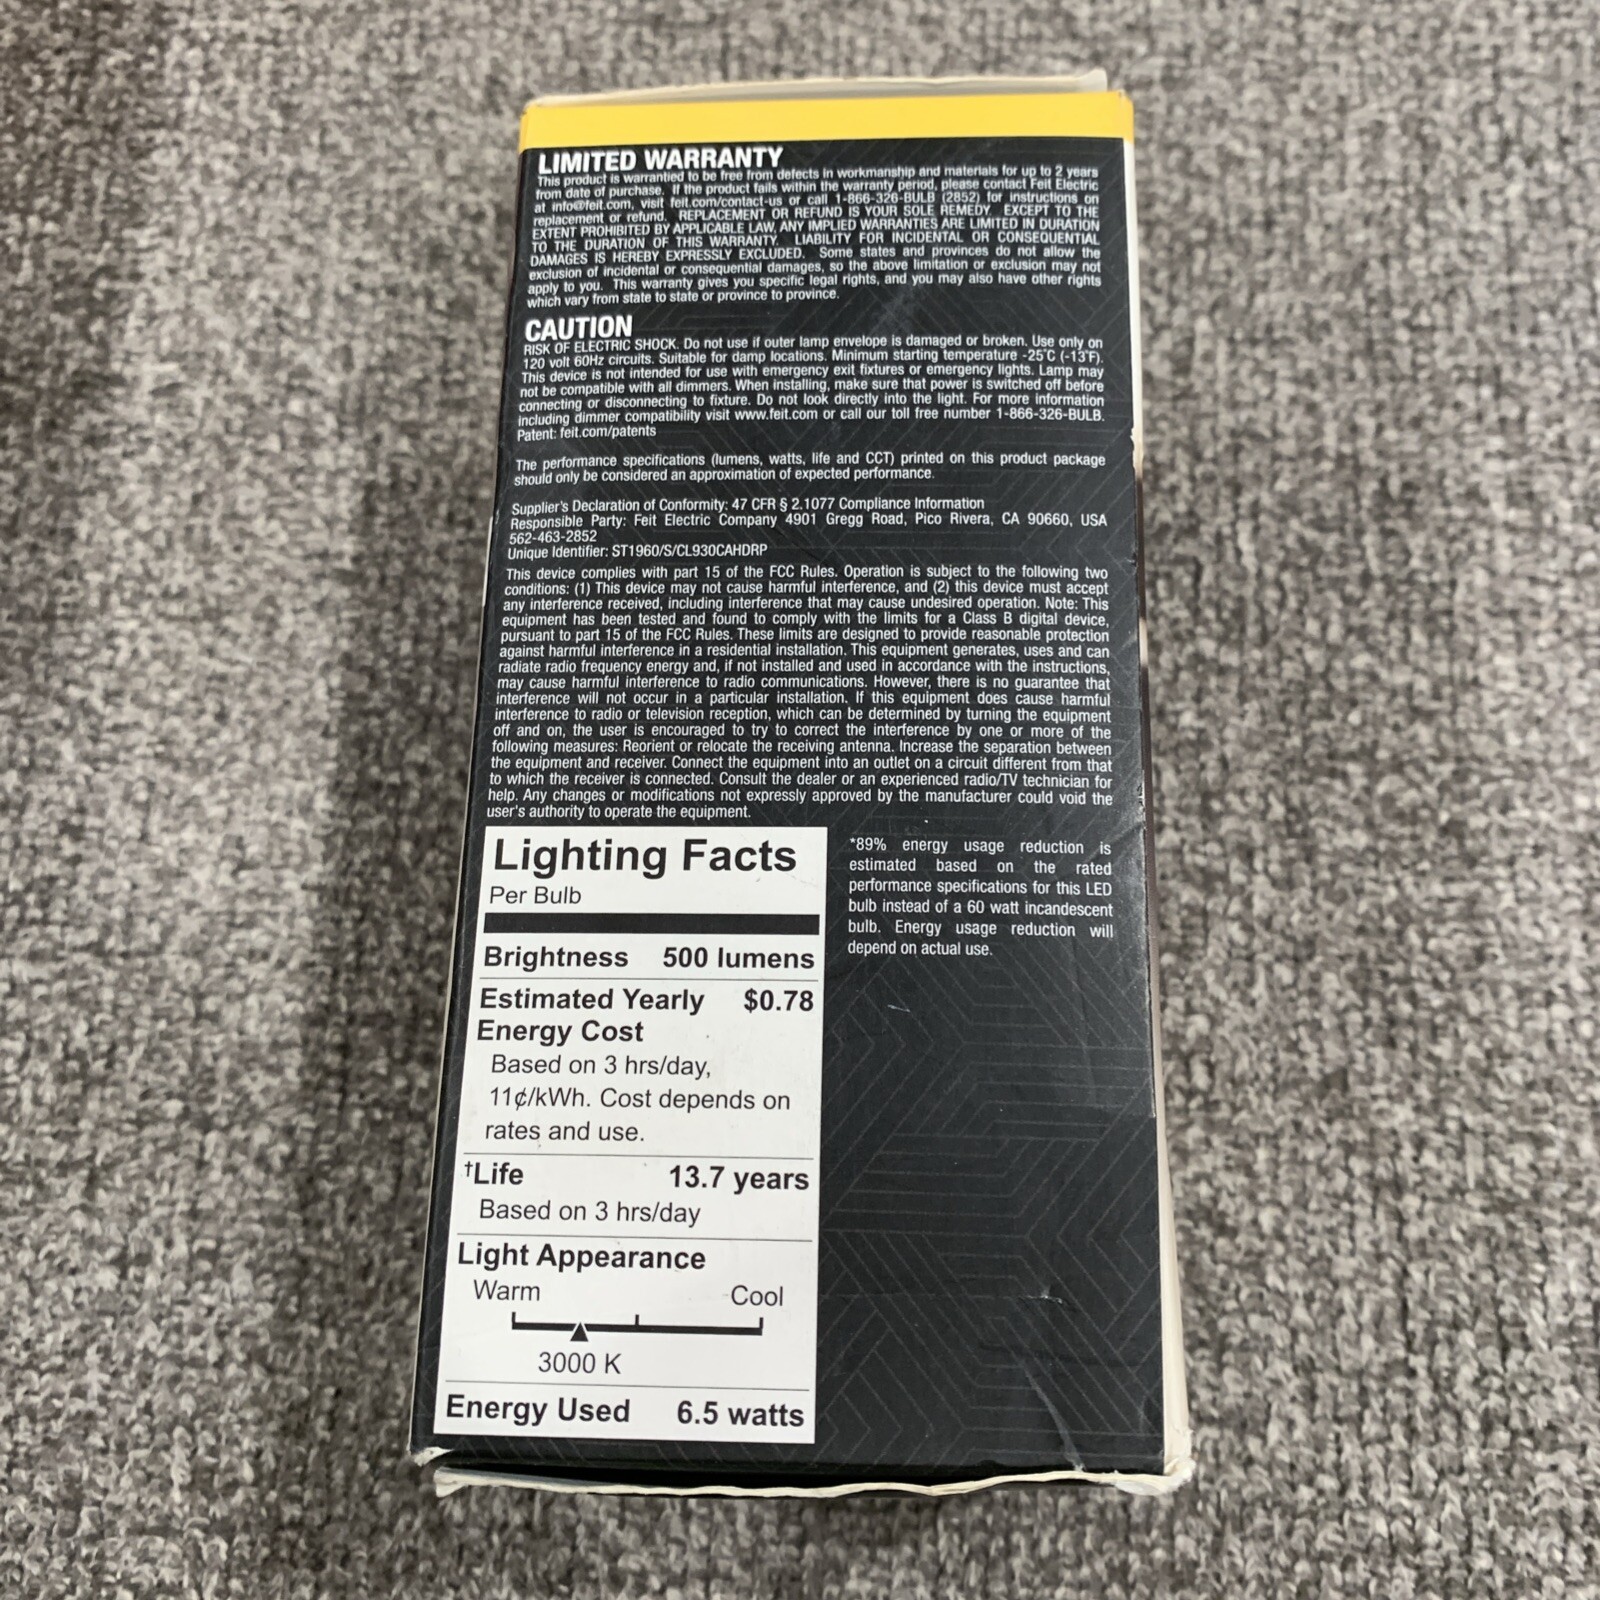 LIMITED WARRANTY
This product is warrantied to be free from defects in workmanship and materials for up to 2 years
from date of purchase. If the product fails within the warranty period, please contact Feit Electric
at info@feit.com, visit feit.com/contact-us or call 1-866-326-BULB (2852) for instructions on
replacement or refund. REPLACEMENT OR REFUND IS YOUR SOLE REMEDY. EXCEPT TO THE
EXTENT PROHIBITED BY APPLICABLE LAW, ANY IMPLIED WARRANTIES ARE LIMITED IN DURATION
TO THE DURATION OF THIS WARRANTY. LIABILITY FOR INCIDENTAL OR CONSEQUENTIAL
DAMAGES IS HEREBY EXPRESSLY EXCLUDED. Some states and provinces do not allow the
exclusion of incidental or consequential damages, so the above limitation or exclusion may not
apply to you. This warranty gives you specific legal rights, and you may also have other rights
which vary from state to state or province to province.
CAUTION
RISK OF ELECTRIC SHOCK. Do not use if outer lamp envelope is damaged or broken. Use only on
120 volt 60Hz circuits. Suitable for damp locations. Minimum starting temperature -25°C (-13°F).
This device is not intended for use with emergency exit fixtures or emergency lights. Lamp may
not be compatible with all dimmers. When installing, make sure that power is switched off before
connecting or disconnecting to fixture. Do not look directly into the light. For more information
including dimmer compatibility visit www.feit.com or call our toll free number 1-866-326-BULB.
Patent: feit.com/patents
The performance specifications (lumens, watts, life and CCT) printed on this product package
should only be considered an approximation of expected performance.
Supplier's Declaration of Conformity: 47 CFR § 2.1077 Compliance Information
Responsible Party: Feit Electric Company 4901 Gregg Road, Pico Rivera, CA 90660, USA
562-463-2852
Unique Identifier: ST1960/S/CL930CAHDRP
This device complies with part 15 of the FCC Rules. Operation is subject to the following two
conditions: (1) This device may not cause harmful interference, and (2) this device must accept
any interference received, including interference that may cause undesired operation. Note: This
equipment has been tested and found to comply with the limits for a Class B digital device,
pursuant to part 15 of the FCC Rules. These limits are designed to provide reasonable protection
against harmful interference in a residential installation. This equipment generates, uses and can
radiate radio frequency energy and, if not installed and used in accordance with the instructions,
may cause harmful interference to radio communications. However, there is no guarantee that
interference will not occur in a particular installation. If this equipment does cause harmful
interference to radio or television reception, which can be determined by turning the equipment
off and on, the user is encouraged to try to correct the interference by one or more of the
following measures: Reorient or relocate the receiving antenna. Increase the separation between
the equipment and receiver. Connect the equipment into an outlet on a circuit different from that
to which the receiver is connected. Consult the dealer or an experienced radio/TV technician for
help. Any changes or modifications not expressly approved by the manufacturer could void the
user's authority to operate the equipment.
Lighting Facts
Per Bulb
Brightness 500 lumens
Estimated Yearly $0.78
Energy Cost
Based on 3 hrs/day,
11¢/kWh. Cost depends on
rates and use.
†Life 13.7 years
Based on 3 hrs/day
Light Appearance
Warm Cool
3000 K
Energy Used 6.5 watts
*89% energy usage reduction is
estimated based on the rated
performance specifications for this LED
bulb instead of a 60 watt incandescent
bulb. Energy usage reduction will
depend on actual use.